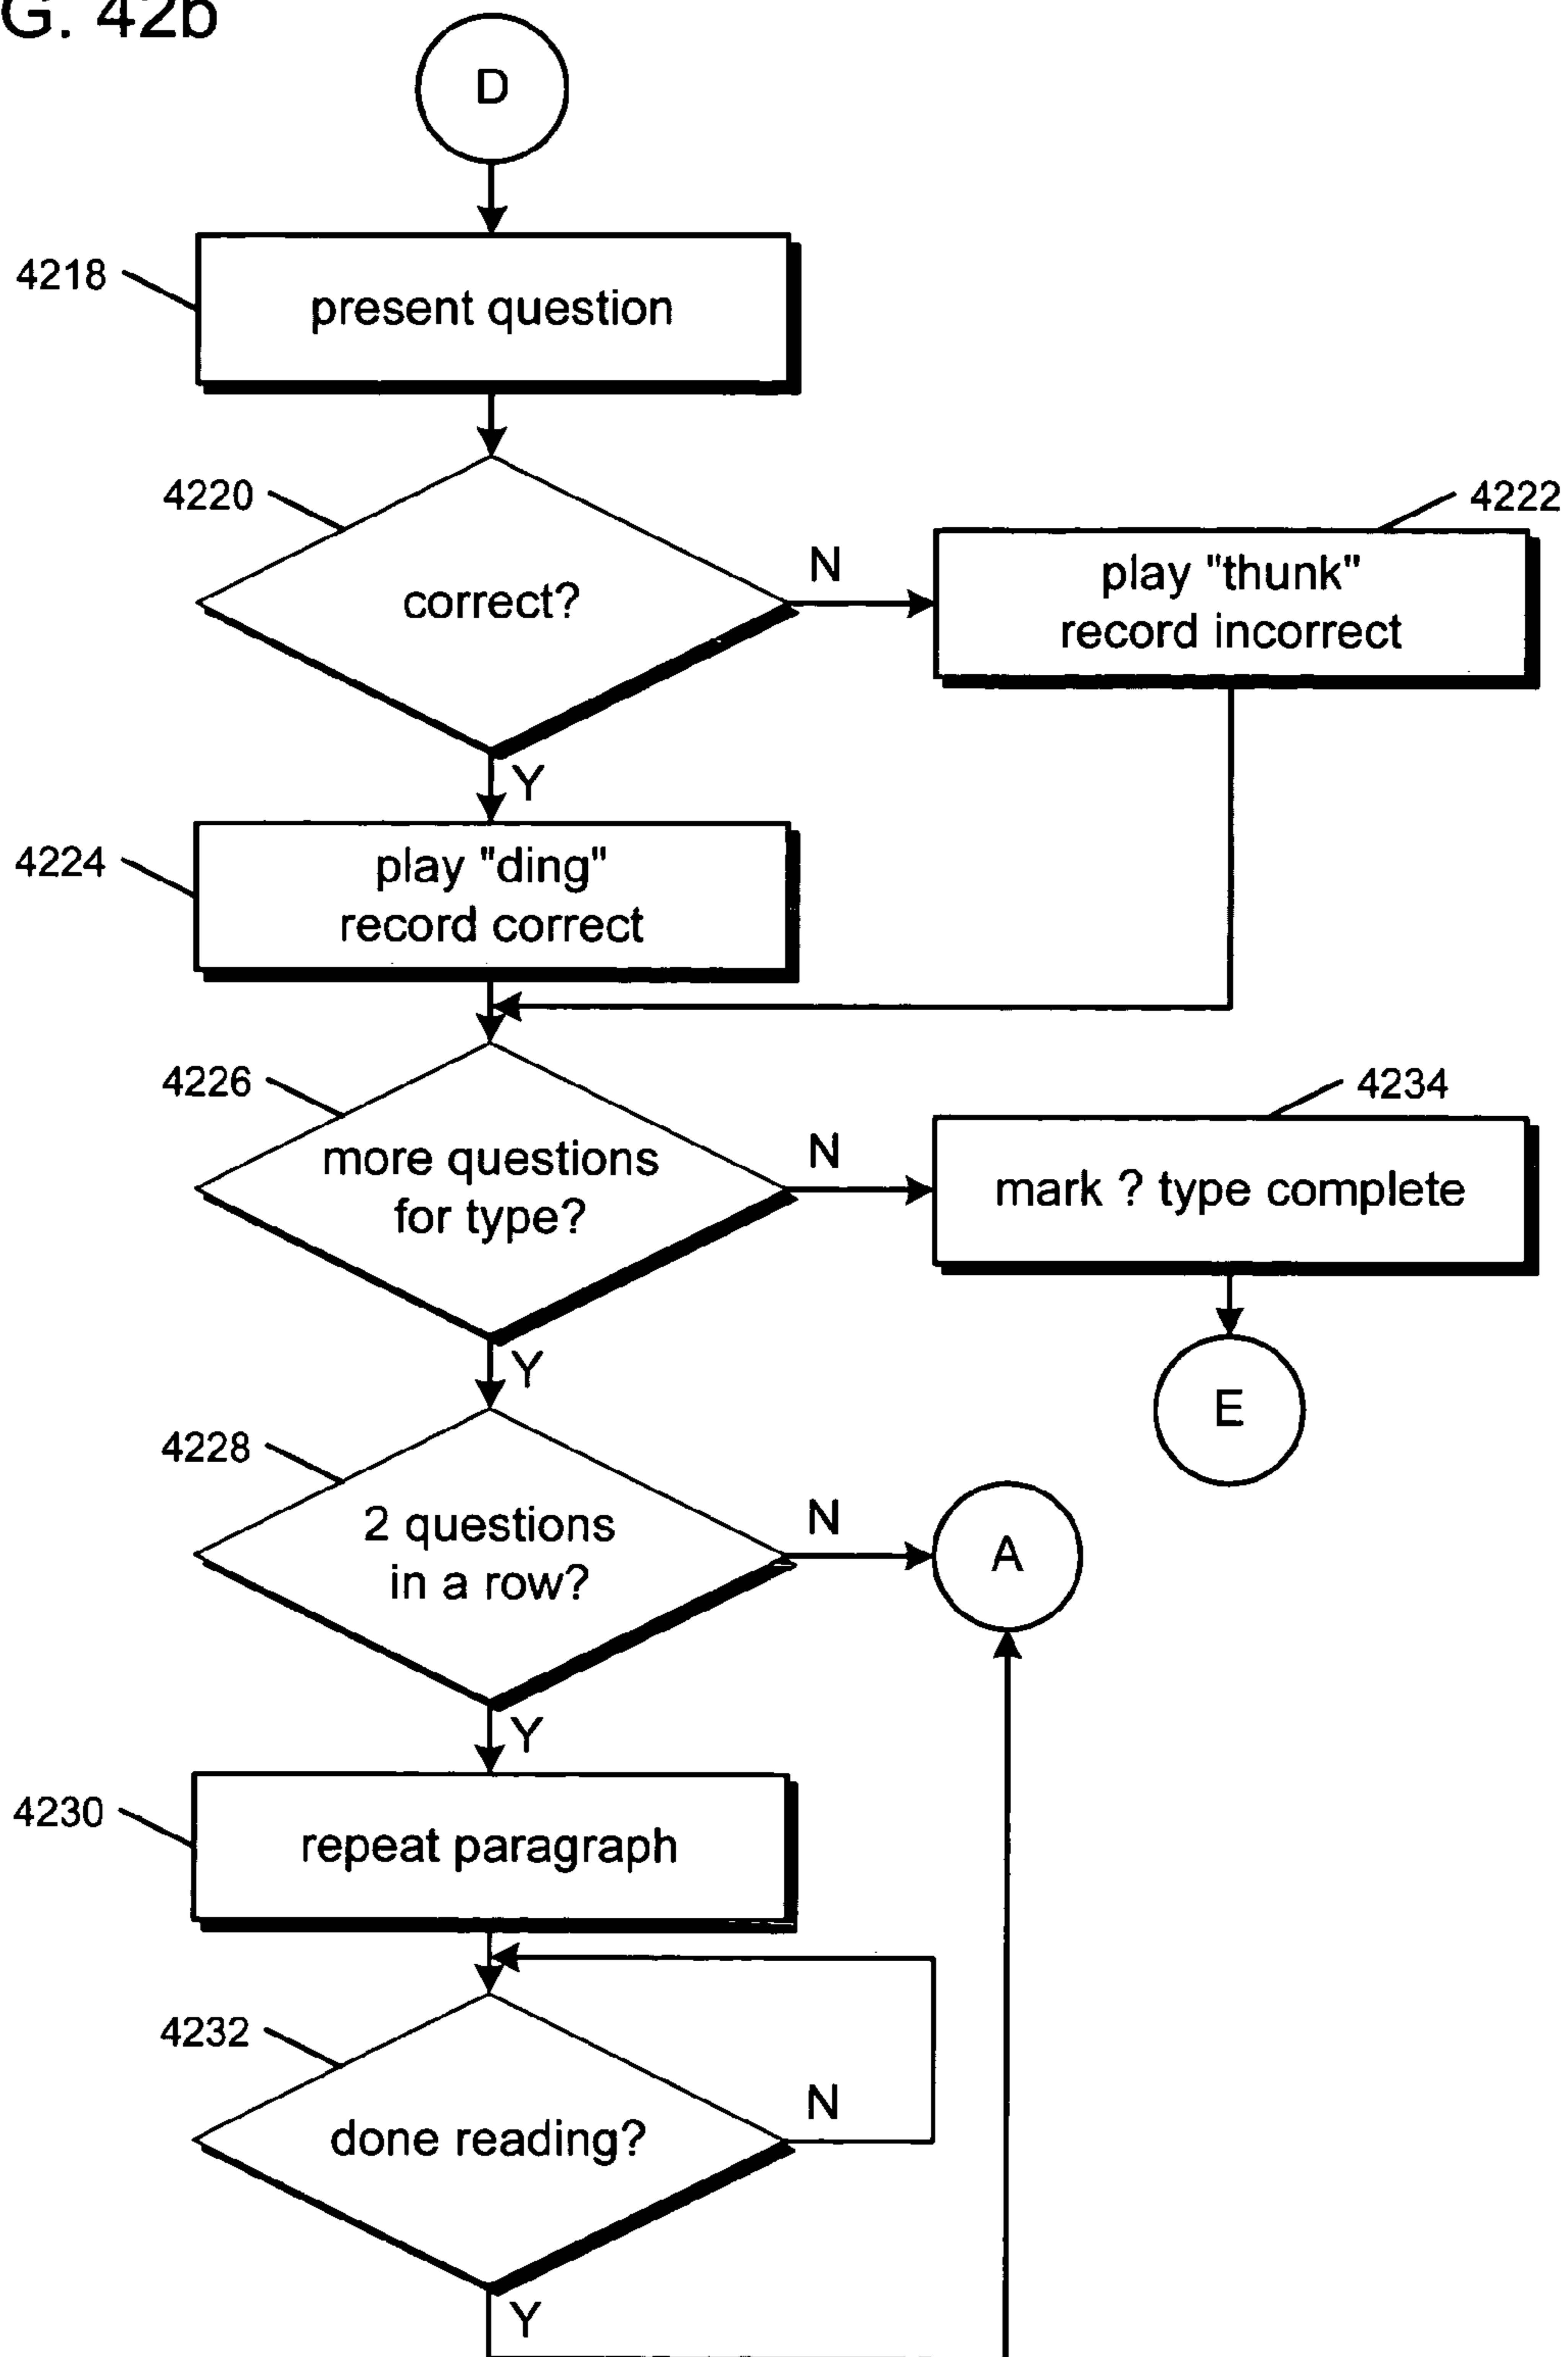 G. 42b
D
4218
present question
4220
correct?
N
4222
play "thunk"
record incorrect
Y
4224
play "ding"
record correct
4226
more questions
for type?
N
4234
mark ? type complete
Y
E
4228
2 questions
in a row?
N
A
Y
4230
repeat paragraph
4232
done reading?
N
Y